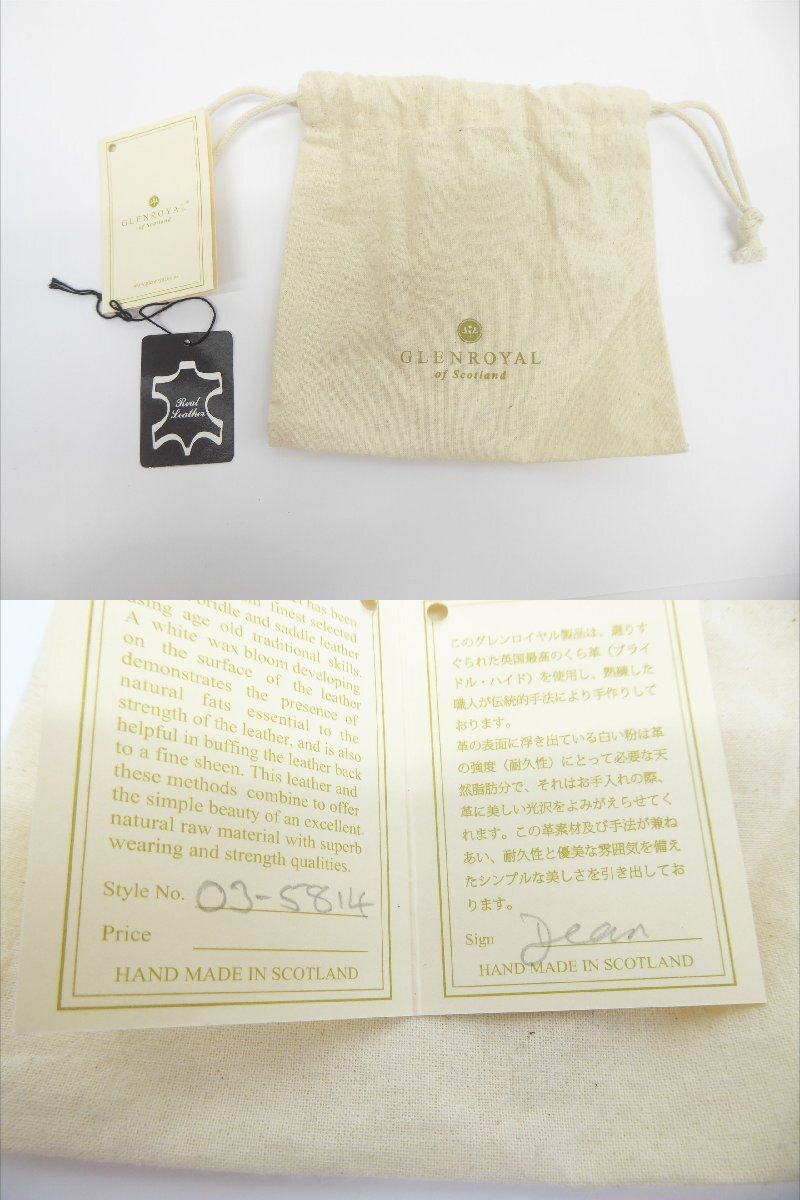 GLENROYAL
of Scotland
Real
Leather
GLENROYAL
of Scotland
has been
finest selected
bridle and saddle leather
using age old traditional skills.
A white wax bloom developing
on the surface of the leather
demonstrates the presence of
natural fats essential to the
strength of the leather, and is also
helpful in buffing the leather back
to a fine sheen. This leather and
these methods combine to offer
the simple beauty of an excellent
natural raw material with superb
wearing and strength qualities.
Style No. 03-5814
Price
HAND MADE IN SCOTLAND
このグレンロイヤル製品は、選りす
ぐられた英国最高のくら革（ブライ
ドル・ハイド）を使用し、熟練した
職人が伝統的手法により手作りして
おります。
革の表面に浮き出ている白い粉は革
の強度（耐久性）にとって必要な天
然脂肪分で、それはお手入れの際、
革に美しい光沢をよみがえらせてく
れます。この革素材及び手法が兼ね
あい、耐久性と優美な雰囲気を備え
たシンプルな美しさを引き出してお
ります。
Sign Dean
HAND MADE IN SCOTLAND